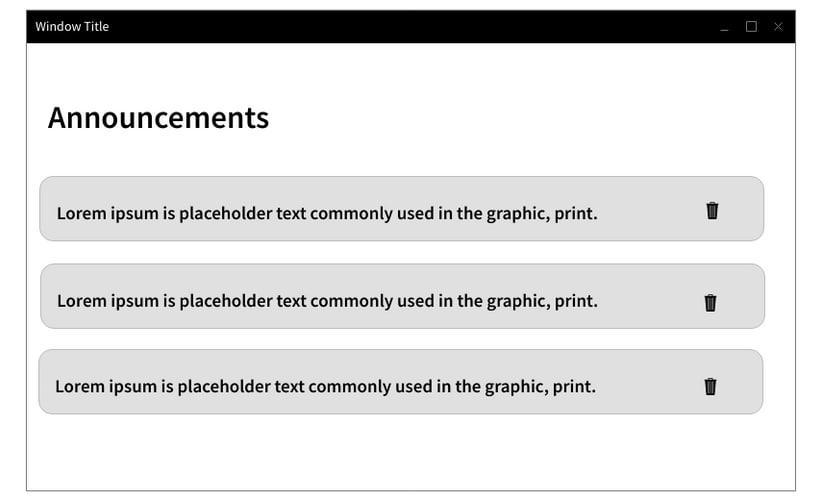 Window Title
Announcements
Lorem ipsum is placeholder text commonly used in the graphic, print.
Lorem ipsum is placeholder text commonly used in the graphic, print.
Lorem ipsum is placeholder text commonly used in the graphic, print.